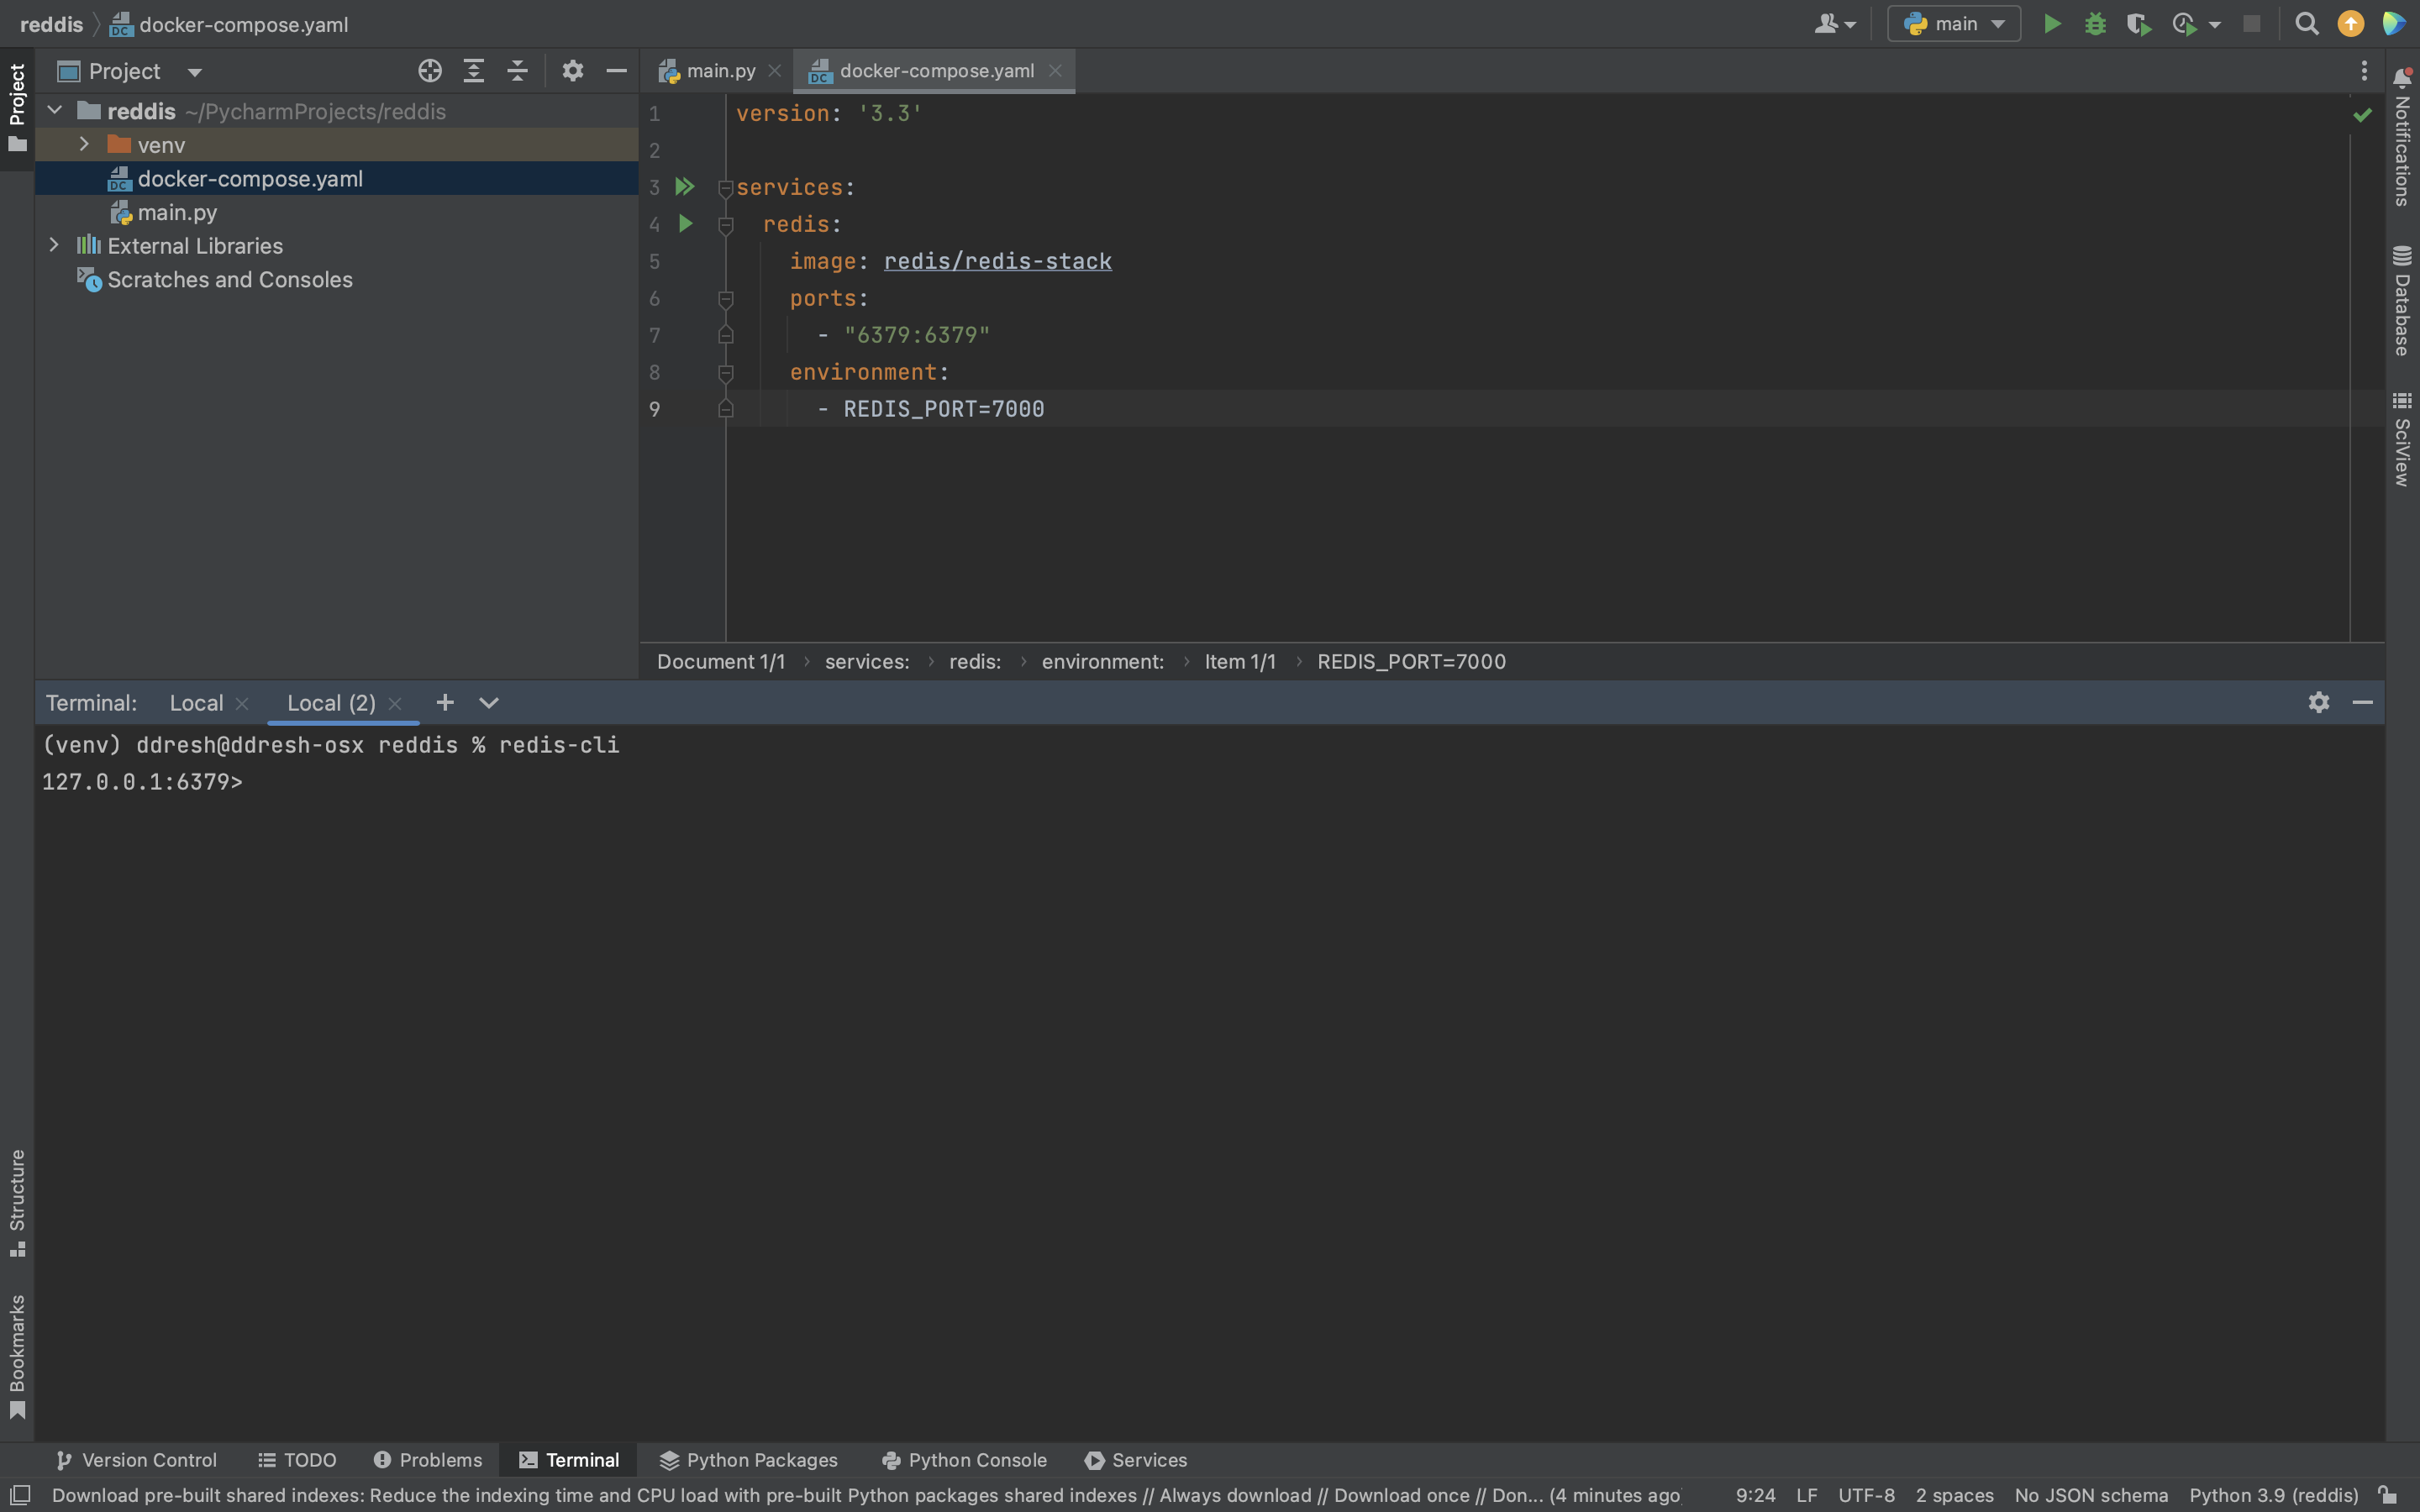 reddis
docker-compose.yaml
main
Project
main.py
docker-compose.yaml
Project
reddis ~/PycharmProjects/reddis
venv
docker-compose.yaml
main.py
External Libraries
Scratches and Consoles
1 version: '3.3'
2
3 services:
4 redis:
5 image: redis/redis-stack
6 ports:
7 - "6379:6379"
8 environment:
9 - REDIS_PORT=7000
Notifications
Database
SciView
Document 1/1 › services: › redis: › environment: › Item 1/1 › REDIS_PORT=7000
Terminal: Local Local (2)
(venv) ddresh@ddresh-osx reddis % redis-cli
127.0.0.1:6379>
Structure
Bookmarks
Version Control TODO Problems Terminal Python Packages Python Console Services
Download pre-built shared indexes: Reduce the indexing time and CPU load with pre-built Python packages shared indexes // Always download // Download once // Don... (4 minutes ago) 9:24 LF UTF-8 2 spaces No JSON schema Python 3.9 (reddis)